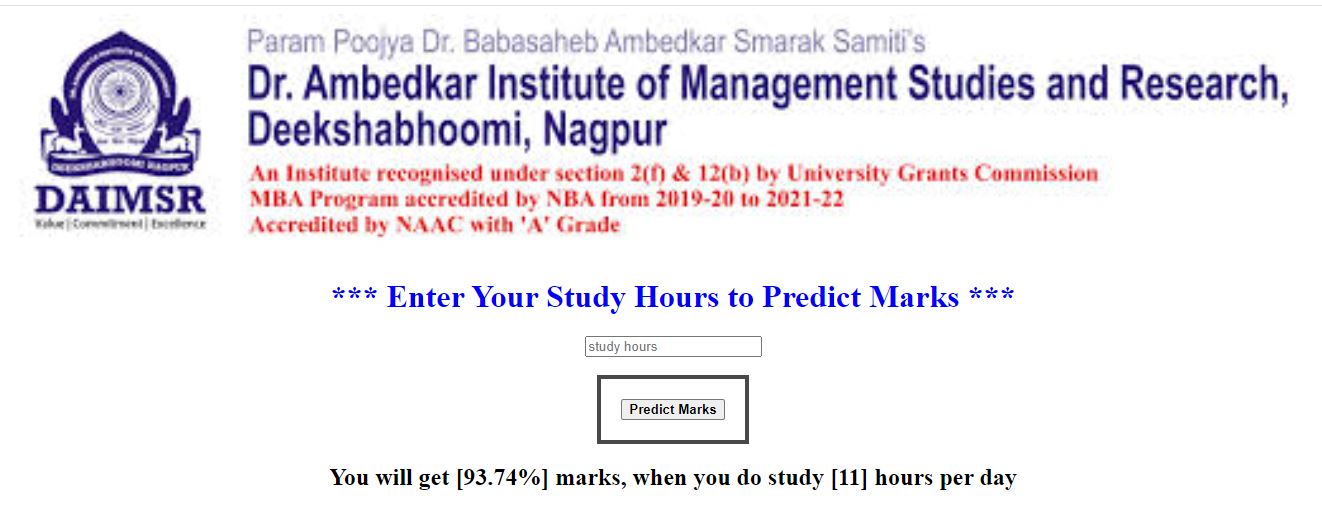 Param Poojya Dr. Babasaheb Ambedkar Smarak Samiti's
Dr. Ambedkar Institute of Management Studies and Research,
Deekshabhoomi, Nagpur
An Institute recognised under section 2(f) & 12(b) by University Grants Commission
MBA Program accredited by NBA from 2019-20 to 2021-22
Accredited by NAAC with 'A' Grade
DEEKSHABHOOMI NAGPUR
DAIMSR
Value | Commitment | Excellence
*** Enter Your Study Hours to Predict Marks ***
study hours
Predict Marks
You will get [93.74%] marks, when you do study [11] hours per day